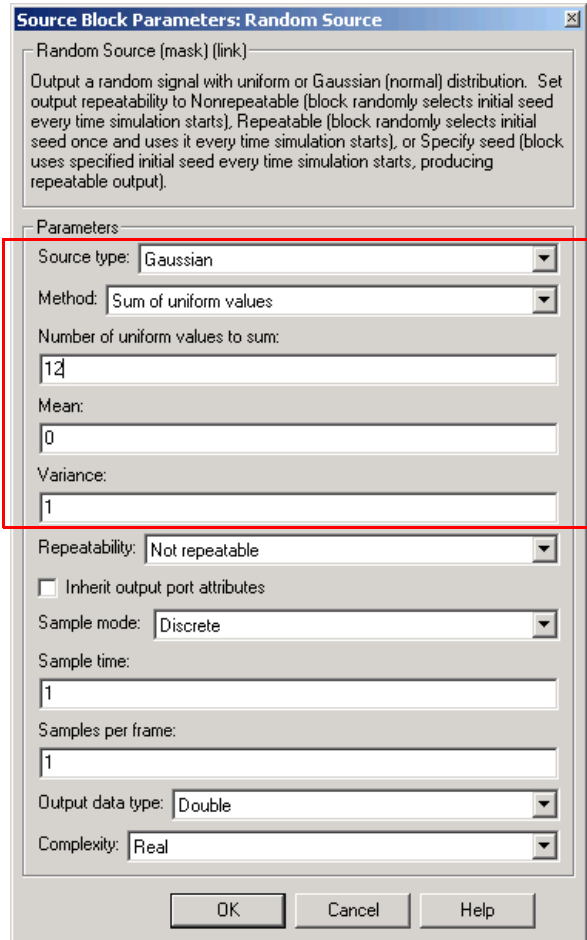 Source Block Parameters: Random Source
Random Source (mask) (link)
Output a random signal with uniform or Gaussian (normal) distribution.  Set
output repeatability to Nonrepeatable (block randomly selects initial seed
every time simulation starts), Repeatable (block randomly selects initial
seed once and uses it every time simulation starts), or Specify seed (block
uses specified initial seed every time simulation starts, producing
repeatable output).
Parameters
Source type: Gaussian
Method: Sum of uniform values
Number of uniform values to sum:
12
Mean:
0
Variance:
1
Repeatability: Not repeatable
Inherit output port attributes
Sample mode: Discrete
Sample time:
1
Samples per frame:
1
Output data type: Double
Complexity: Real
OK Cancel Help